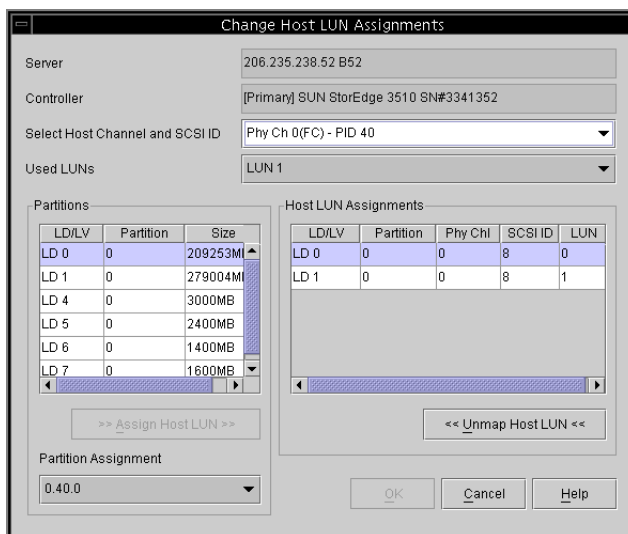 Change Host LUN Assignments
Server 206.235.238.52 B52
Controller [Primary] SUN StorEdge 3510 SN#3341352
Select Host Channel and SCSI ID Phy Ch 0(FC) - PID 40
Used LUNs LUN 1
Partitions
LD/LV Partition Size
LD 0 0 209253MB
LD 1 0 279004MB
LD 4 0 3000MB
LD 5 0 2400MB
LD 6 0 1400MB
LD 7 0 1600MB
>> Assign Host LUN >>
Partition Assignment
0.40.0
Host LUN Assignments
LD/LV Partition Phy Chl SCSI ID LUN
LD 0 0 0 8 0
LD 1 0 0 8 1
<< Unmap Host LUN <<
OK Cancel Help